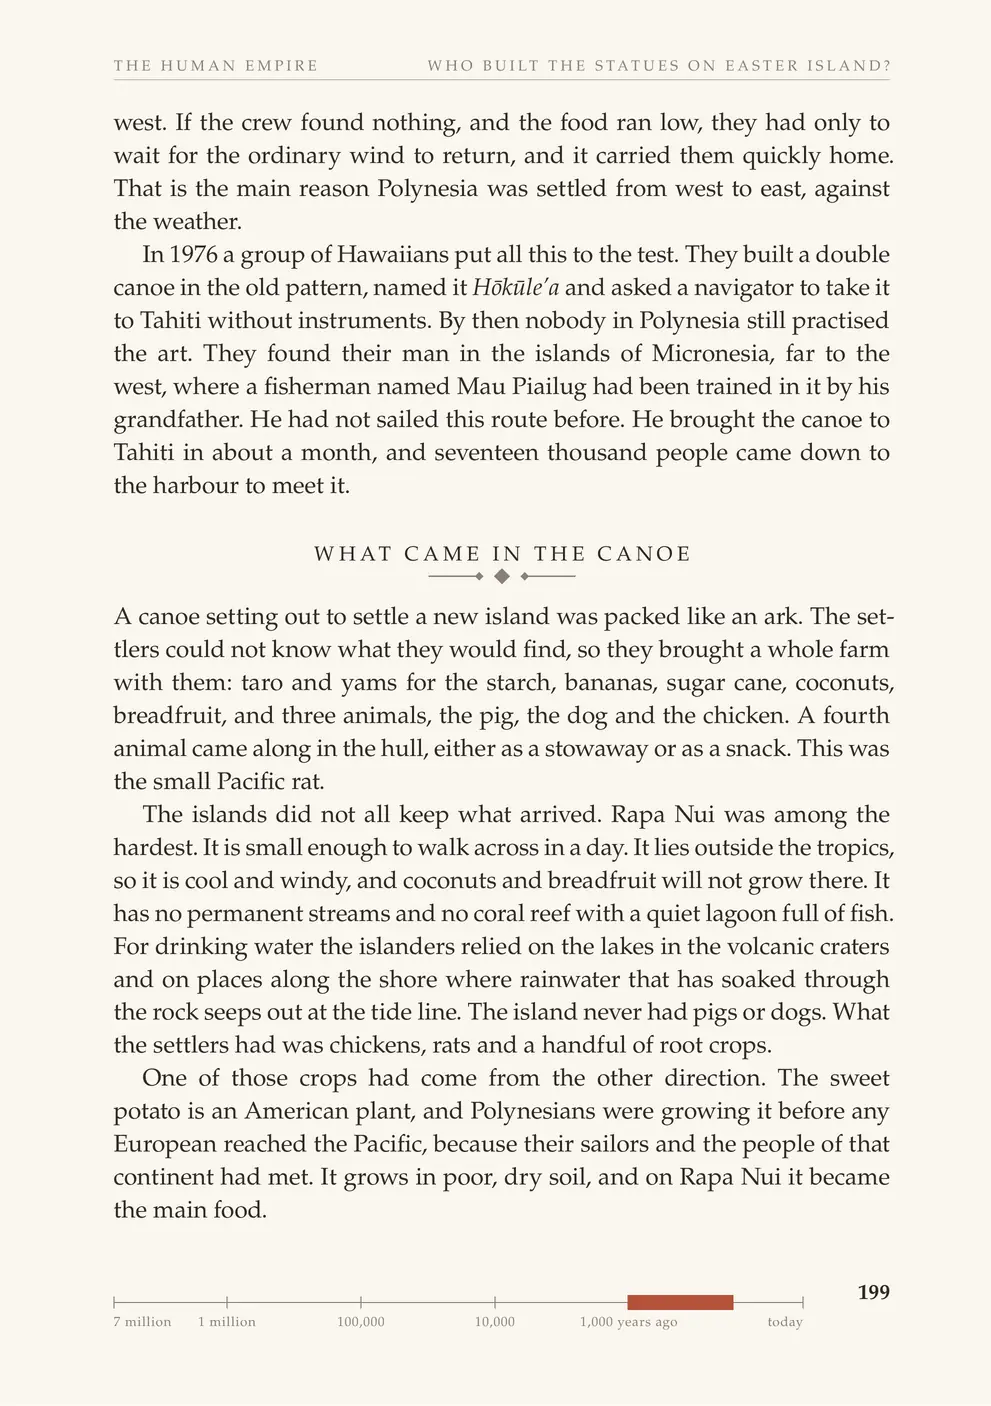 THE HUMAN EMPIRE
WHO BUILT THE STATUES ON EASTER ISLAND?
west. If the crew found nothing, and the food ran low, they had only to
wait for the ordinary wind to return, and it carried them quickly home.
That is the main reason Polynesia was settled from west to east, against
the weather.
In 1976 a group of Hawaiians put all this to the test. They built a double
canoe in the old pattern, named it Hōkūle’a and asked a navigator to take it
to Tahiti without instruments. By then nobody in Polynesia still practised
the art. They found their man in the islands of Micronesia, far to the
west, where a fisherman named Mau Piailug had been trained in it by his
grandfather. He had not sailed this route before. He brought the canoe to
Tahiti in about a month, and seventeen thousand people came down to
the harbour to meet it.
WHAT CAME IN THE CANOE
A canoe setting out to settle a new island was packed like an ark. The set-
tlers could not know what they would find, so they brought a whole farm
with them: taro and yams for the starch, bananas, sugar cane, coconuts,
breadfruit, and three animals, the pig, the dog and the chicken. A fourth
animal came along in the hull, either as a stowaway or as a snack. This was
the small Pacific rat.
The islands did not all keep what arrived. Rapa Nui was among the
hardest. It is small enough to walk across in a day. It lies outside the tropics,
so it is cool and windy, and coconuts and breadfruit will not grow there. It
has no permanent streams and no coral reef with a quiet lagoon full of fish.
For drinking water the islanders relied on the lakes in the volcanic craters
and on places along the shore where rainwater that has soaked through
the rock seeps out at the tide line. The island never had pigs or dogs. What
the settlers had was chickens, rats and a handful of root crops.
One of those crops had come from the other direction. The sweet
potato is an American plant, and Polynesians were growing it before any
European reached the Pacific, because their sailors and the people of that
continent had met. It grows in poor, dry soil, and on Rapa Nui it became
the main food.
199
7 million
1 million
100,000
10,000
1,000 years ago
today